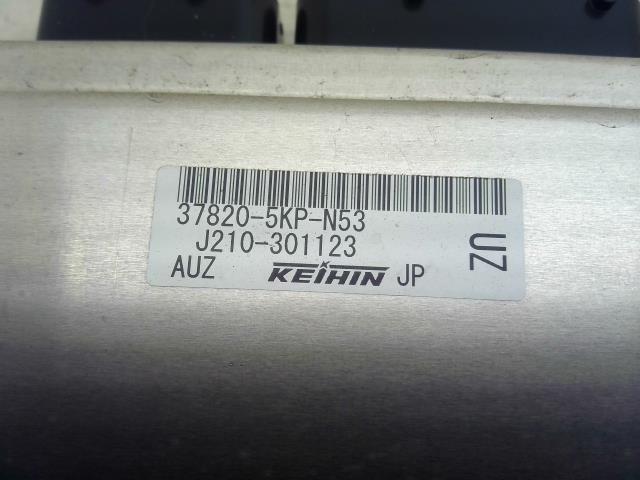 37820-5KP-N53
J210-301123
AUZ KEIHIN JP
UZ